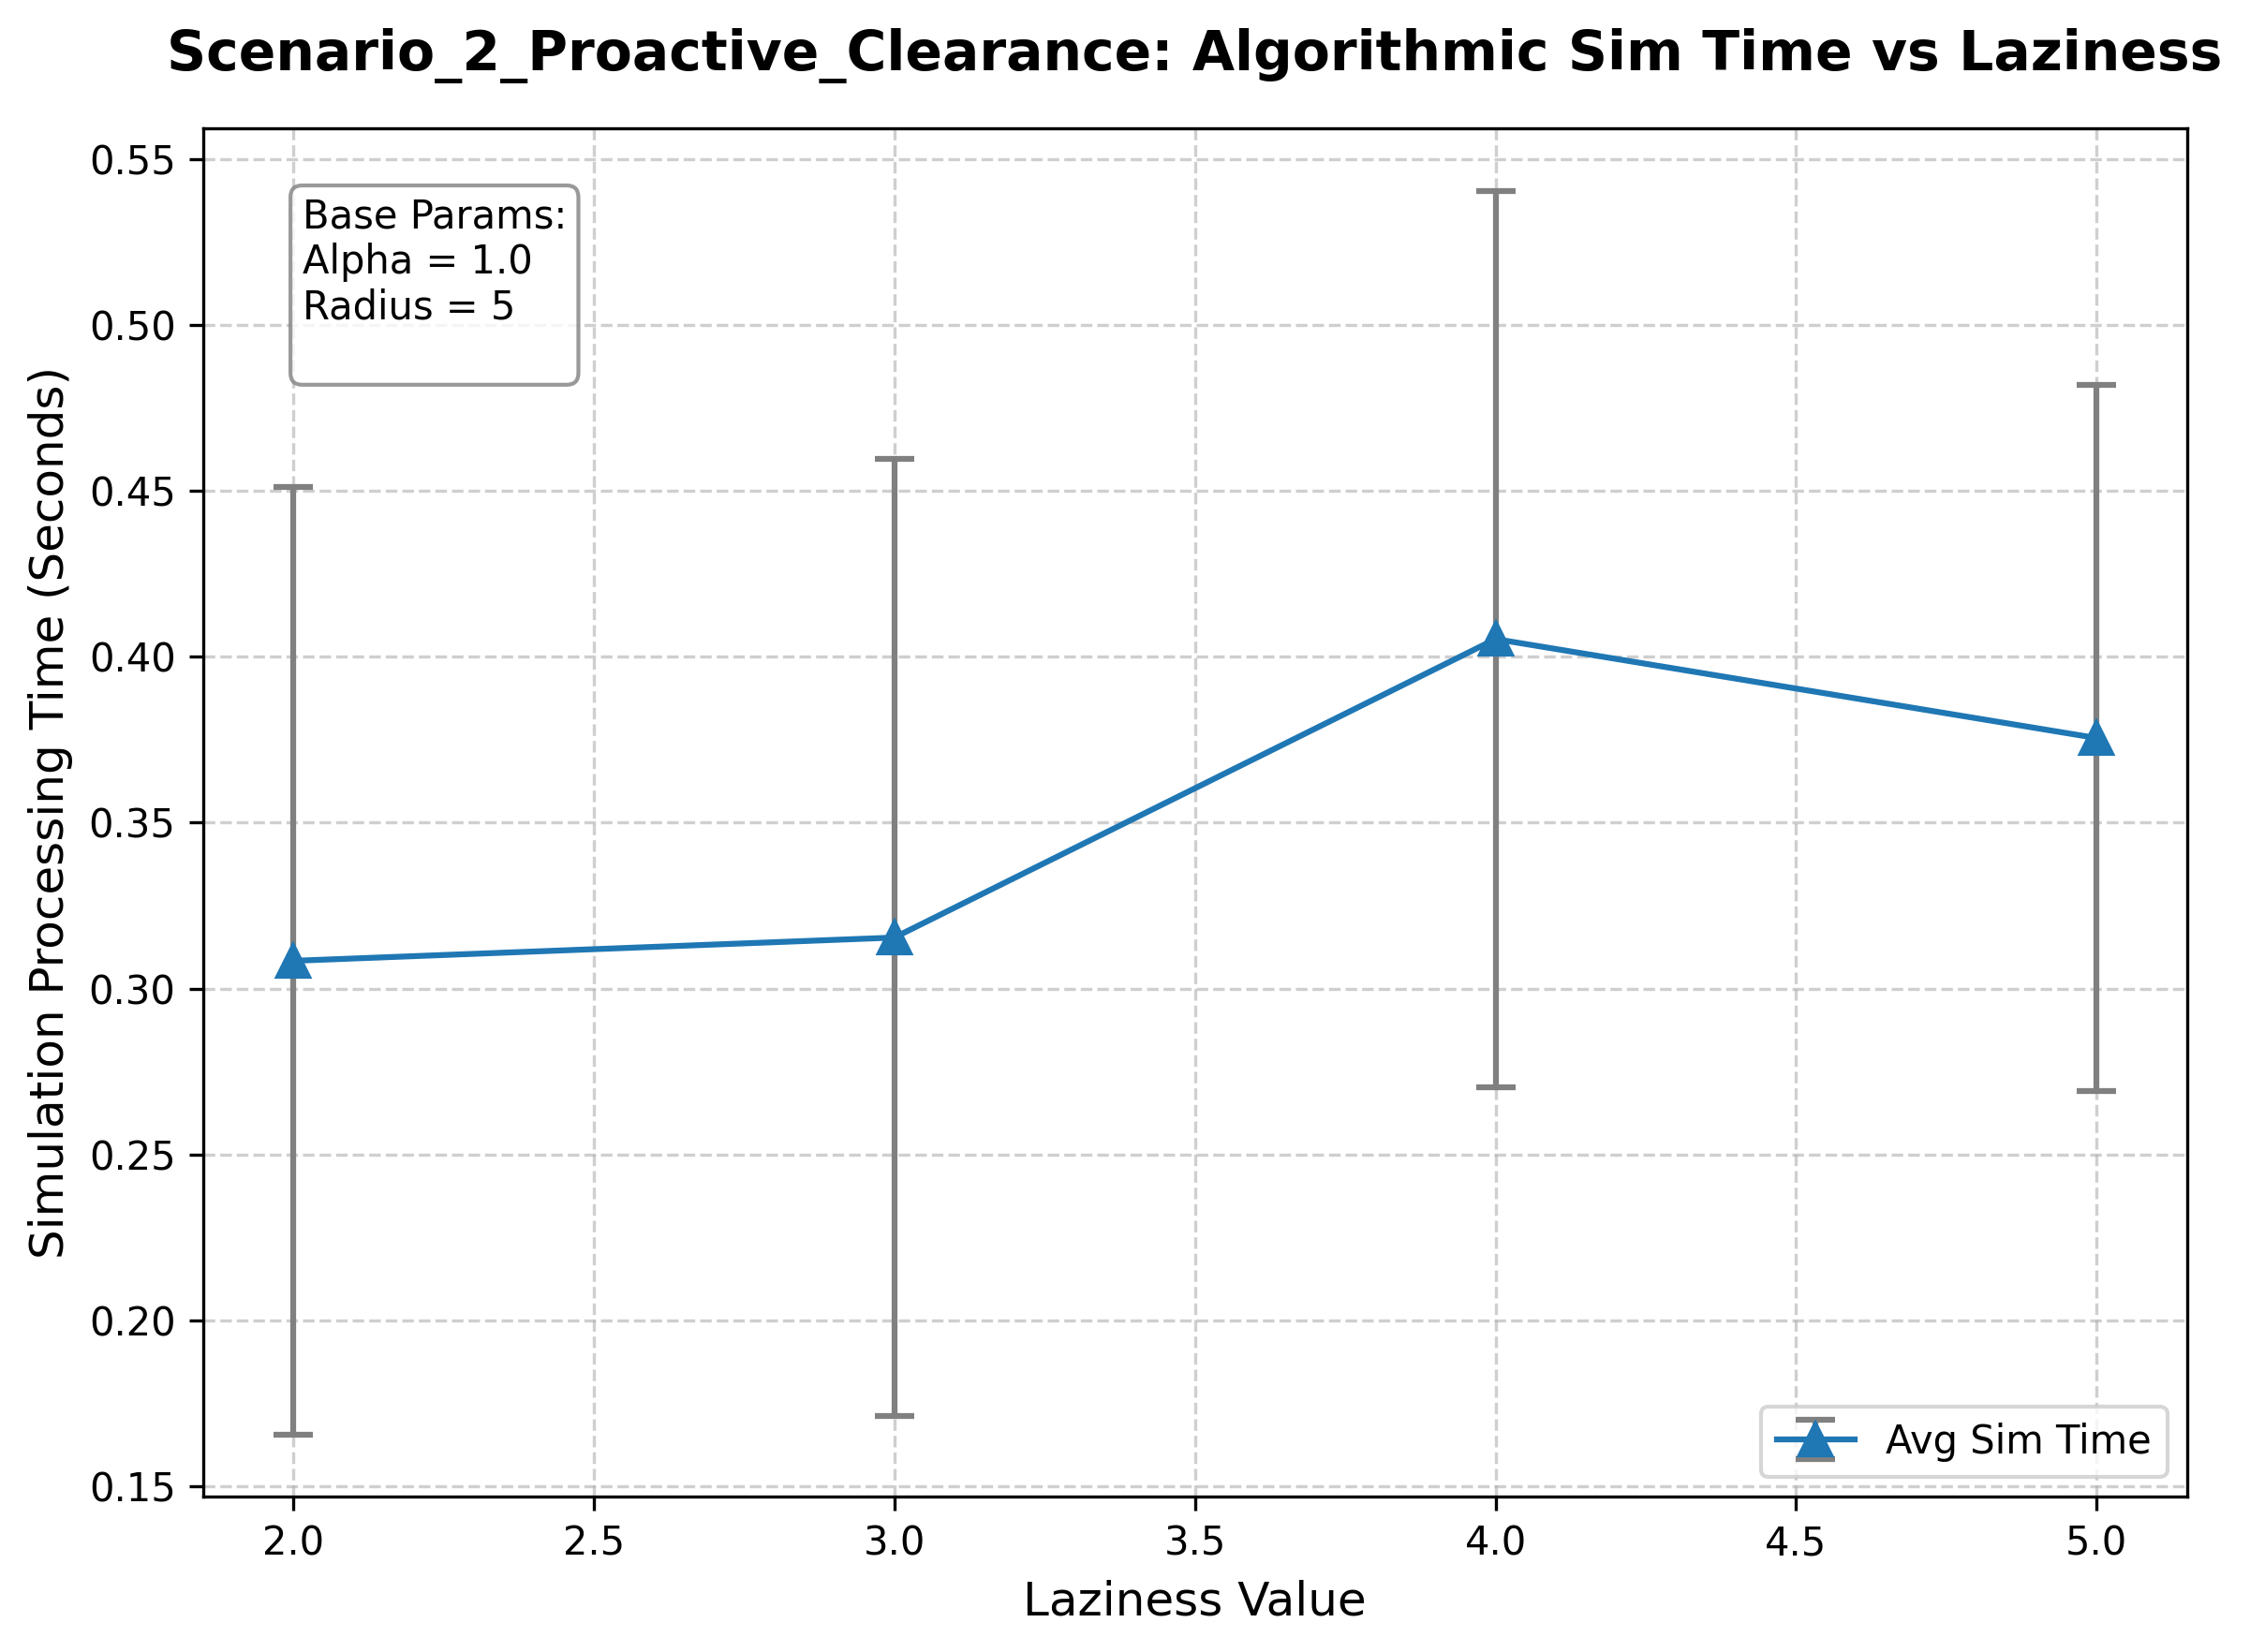 Scenario_2_Proactive_Clearance: Algorithmic Sim Time vs Laziness
Simulation Processing Time (Seconds)
0.55
0.50
0.45
0.40
0.35
0.30
0.25
0.20
0.15
Base Params:
Alpha = 1.0
Radius = 5
Avg Sim Time
2.0 2.5 3.0 3.5 4.0 4.5 5.0
Laziness Value